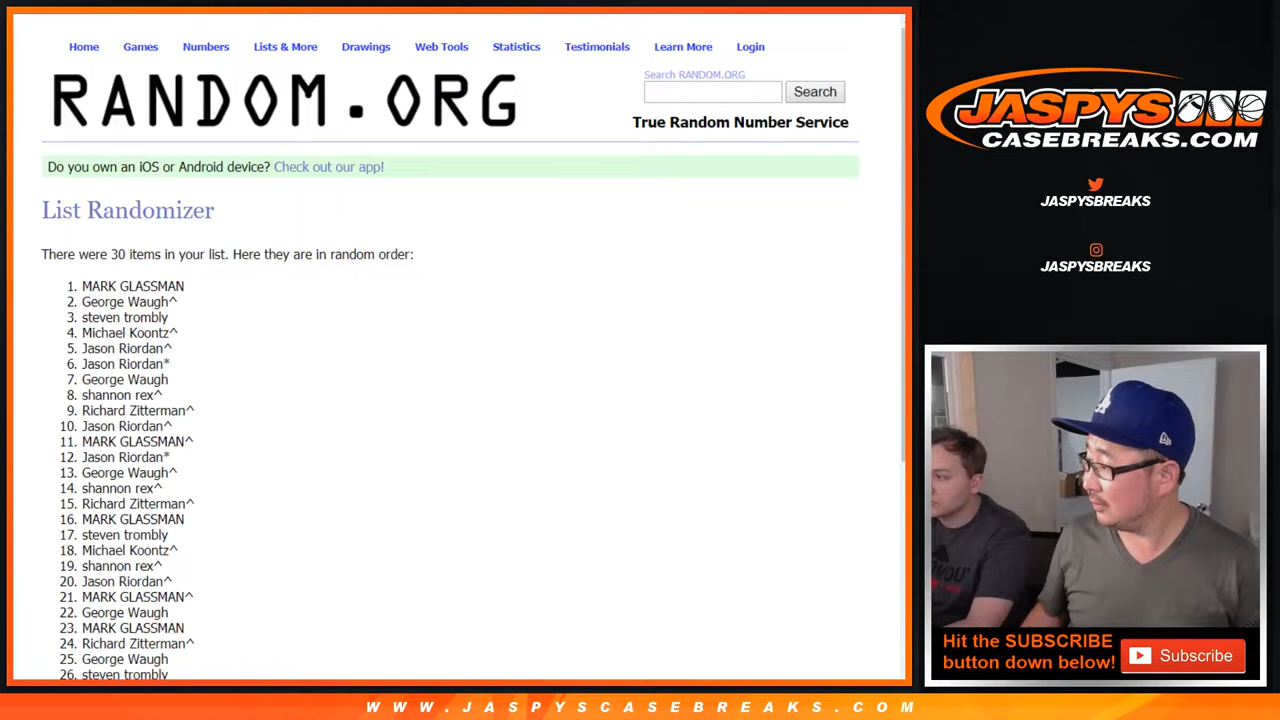 Home Games Numbers Lists & More Drawings Web Tools Statistics Testimonials Learn More Login
RANDOM.ORG
Search RANDOM.ORG
Search
True Random Number Service
Do you own an iOS or Android device? Check out our app!
List Randomizer
There were 30 items in your list. Here they are in random order:
1. MARK GLASSMAN
2. George Waugh^
3. steven trombly
4. Michael Koontz^
5. Jason Riordan^
6. Jason Riordan*
7. George Waugh
8. shannon rex^
9. Richard Zitterman^
10. Jason Riordan^
11. MARK GLASSMAN^
12. Jason Riordan*
13. George Waugh^
14. shannon rex^
15. Richard Zitterman^
16. MARK GLASSMAN
17. steven trombly
18. Michael Koontz^
19. shannon rex^
20. Jason Riordan^
21. MARK GLASSMAN^
22. George Waugh
23. MARK GLASSMAN
24. Richard Zitterman^
25. George Waugh
26. steven trombly
JASPYS
CASEBREAKS.COM
JASPYSBREAKS
JASPYSBREAKS
LA
Hit the SUBSCRIBE
button down below!
Subscribe
WWW.JASPYSCASEBREAKS.COM